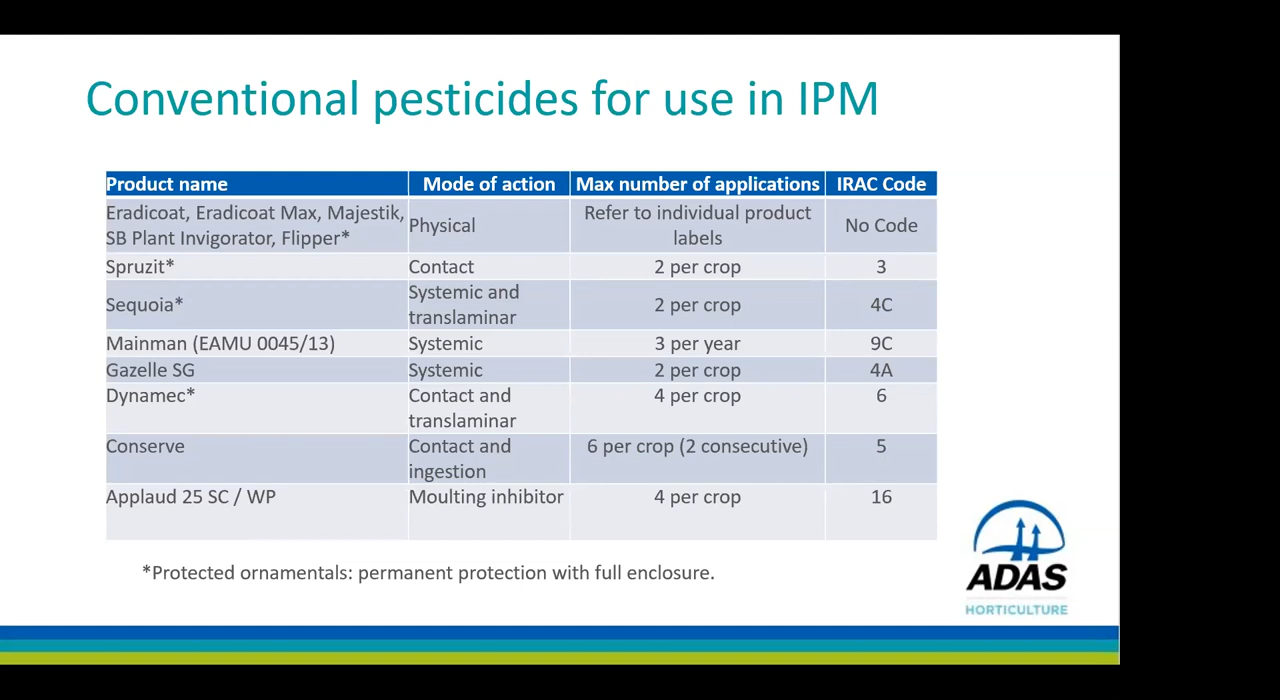 Conventional pesticides for use in IPM
Product name Mode of action Max number of applications IRAC Code
Eradicoat, Eradicoat Max, Majestik,
SB Plant Invigorator, Flipper*
Physical
Refer to individual product
labels
No Code
Spruzit* Contact 2 per crop 3
Sequoia*
Systemic and
translaminar
2 per crop 4C
Mainman (EAMU 0045/13) Systemic 3 per year 9C
Gazelle SG Systemic 2 per crop 4A
Dynamec*
Contact and
translaminar
4 per crop 6
Conserve
Contact and
ingestion
6 per crop (2 consecutive) 5
Applaud 25 SC / WP Moulting inhibitor 4 per crop 16
*Protected ornamentals: permanent protection with full enclosure.
ADAS
HORTICULTURE